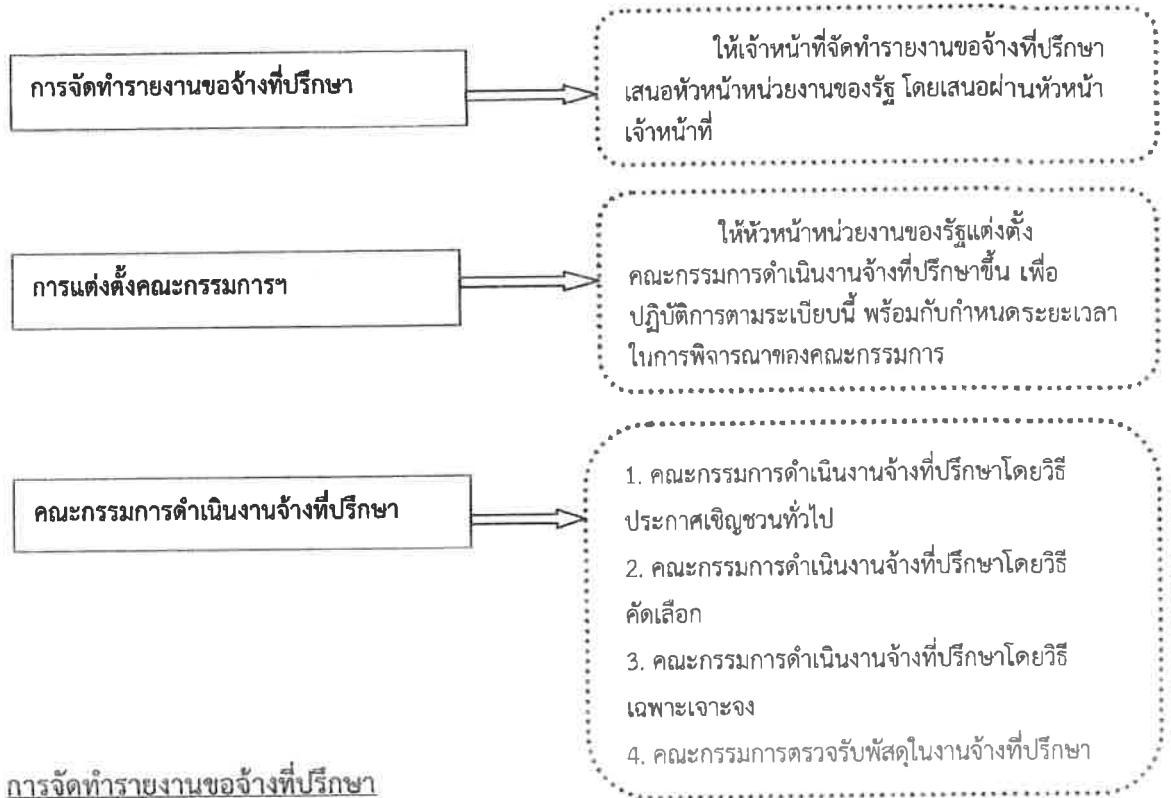 การจัดทำรายงานขอจ้างที่ปรึกษา
ให้เจ้าหน้าที่จัดทำรายงานขอจ้างที่ปรึกษา
เสนอหัวหน้าหน่วยงานของรัฐ โดยเสนอผ่านหัวหน้า
เจ้าหน้าที่
การแต่งตั้งคณะกรรมการฯ
ให้หัวหน้าหน่วยงานของรัฐแต่งตั้ง
คณะกรรมการดำเนินงานจ้างที่ปรึกษาขึ้น เพื่อ
ปฏิบัติการตามระเบียบนี้ พร้อมกับกำหนดระยะเวลา
ในการพิจารณาของคณะกรรมการ
คณะกรรมการดำเนินงานจ้างที่ปรึกษา
1. คณะกรรมการดำเนินงานจ้างที่ปรึกษาโดยวิธี
ประกาศเชิญชวนทั่วไป
2. คณะกรรมการดำเนินงานจ้างที่ปรึกษาโดยวิธี
คัดเลือก
3. คณะกรรมการดำเนินงานจ้างที่ปรึกษาโดยวิธี
เฉพาะเจาะจง
4. คณะกรรมการตรวจรับพัสดุในงานจ้างที่ปรึกษา
การจัดทำรายงานขอจ้างที่ปรึกษา